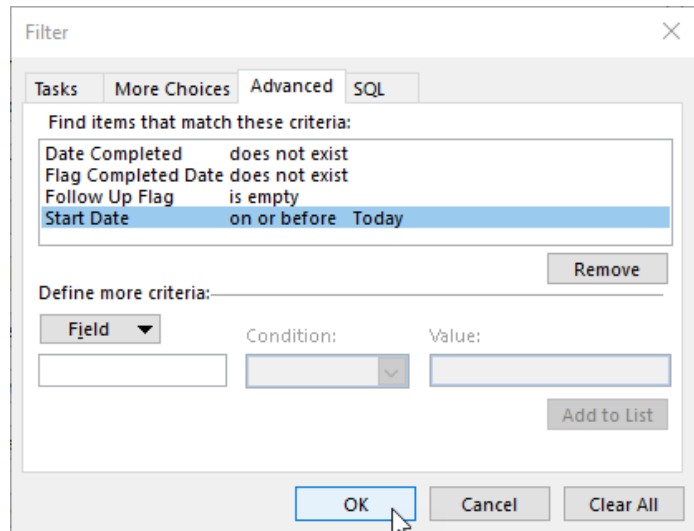 Filter
Tasks More Choices Advanced SQL
Find items that match these criteria:
Date Completed does not exist
Flag Completed Date does not exist
Follow Up Flag is empty
Start Date on or before Today
Remove
Define more criteria:
Field Condition: Value:
Add to List
OK Cancel Clear All